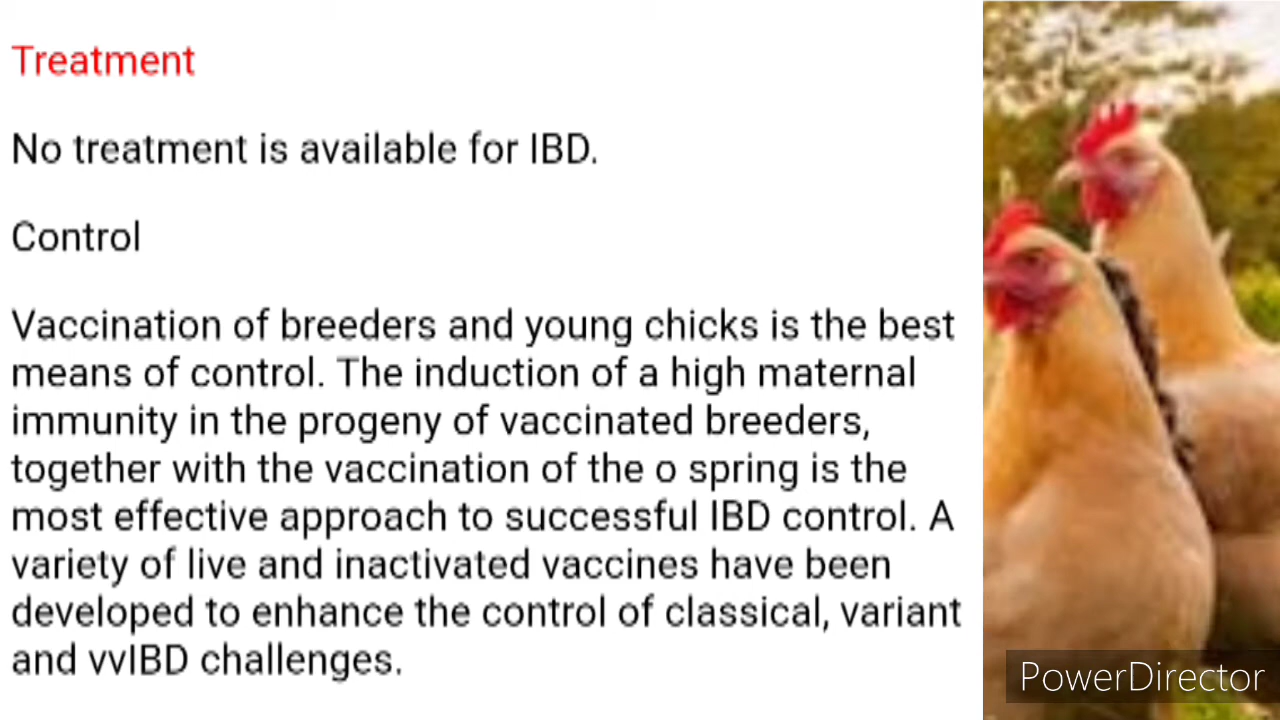 Treatment
No treatment is available for IBD.
Control
Vaccination of breeders and young chicks is the best
means of control. The induction of a high maternal
immunity in the progeny of vaccinated breeders,
together with the vaccination of the o spring is the
most effective approach to successful IBD control. A
variety of live and inactivated vaccines have been
developed to enhance the control of classical, variant
and vvIBD challenges.
PowerDirector